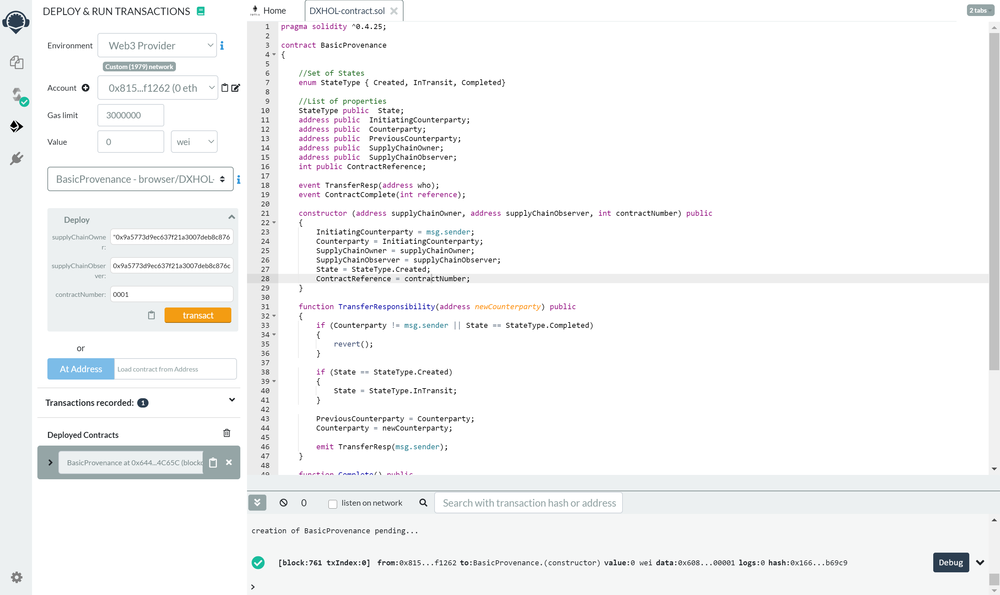 DEPLOY & RUN TRANSACTIONS
Environment
Web3 Provider
Custom (1979) network
Account
0x815...f1262 (0 eth
Gas limit
3000000
Value
0
wei
BasicProvenance - browser/DXHOL-
Deploy
supplyChainOwne
r:
"0x9a5773d9ec637f21a3007deb8c876
supplyChainObser
ver:
0x9a5773d9ec637f21a3007deb8c876c
contractNumber:
0001
transact
or
At Address
Load contract from Address
Transactions recorded: 1
Deployed Contracts
BasicProvenance at 0x644...4C65C (blockc
remix
Home
DXHOL-contract.sol
2 tabs
1 pragma solidity ^0.4.25;
2
3 contract BasicProvenance
4 {
5
6 //Set of States
7 enum StateType { Created, InTransit, Completed}
8
9 //List of properties
10 StateType public  State;
11 address public  InitiatingCounterparty;
12 address public  Counterparty;
13 address public  PreviousCounterparty;
14 address public  SupplyChainOwner;
15 address public  SupplyChainObserver;
16 int public ContractReference;
17
18 event TransferResp(address who);
19 event ContractComplete(int reference);
20
21 constructor (address supplyChainOwner, address supplyChainObserver, int contractNumber) public
22 {
23 InitiatingCounterparty = msg.sender;
24 Counterparty = InitiatingCounterparty;
25 SupplyChainOwner = supplyChainOwner;
26 SupplyChainObserver = supplyChainObserver;
27 State = StateType.Created;
28 ContractReference = contractNumber;
29 }
30
31 function TransferResponsibility(address newCounterparty) public
32 {
33 if (Counterparty != msg.sender || State == StateType.Completed)
34 {
35 revert();
36 }
37
38 if (State == StateType.Created)
39 {
40 State = StateType.InTransit;
41 }
42
43 PreviousCounterparty = Counterparty;
44 Counterparty = newCounterparty;
45
46 emit TransferResp(msg.sender);
47 }
48
49 function Complete() public
0
listen on network
Search with transaction hash or address
creation of BasicProvenance pending...
[block:761 txIndex:0] from:0x815...f1262 to:BasicProvenance.(constructor) value:0 wei data:0x608...00001 logs:0 hash:0x166...b69c9
Debug
>